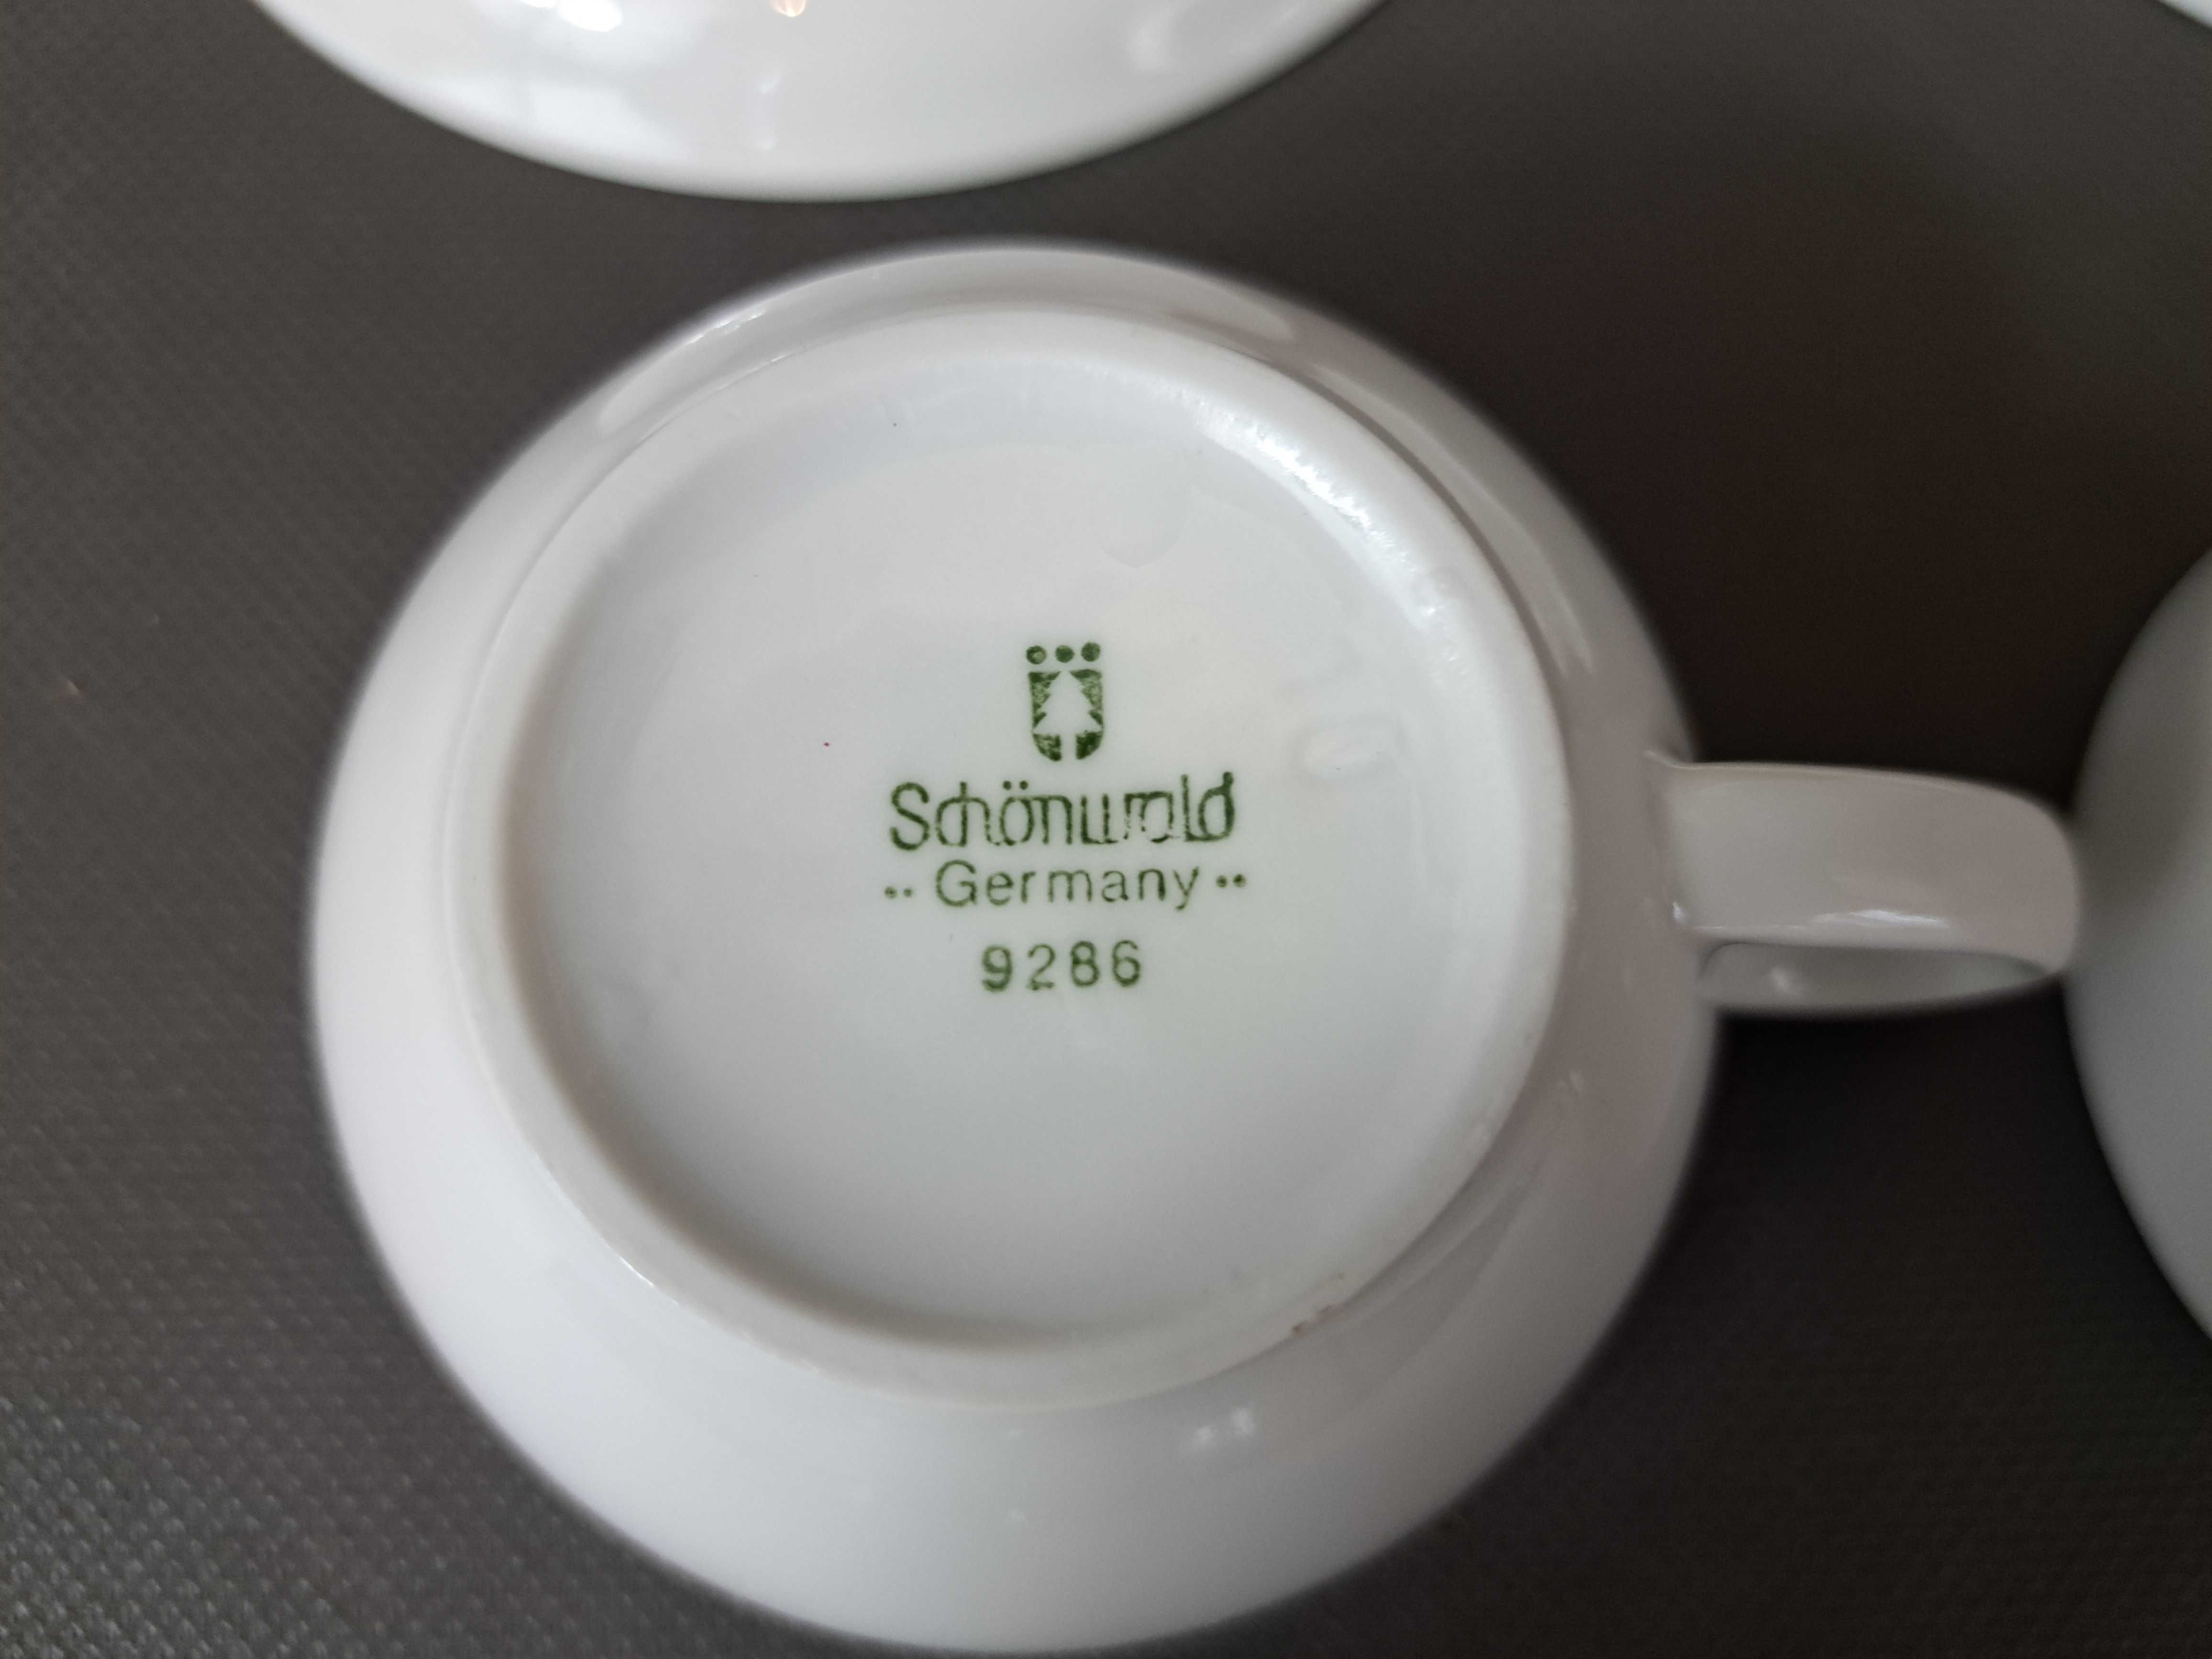 Schönwald
·· Germany ··
9286